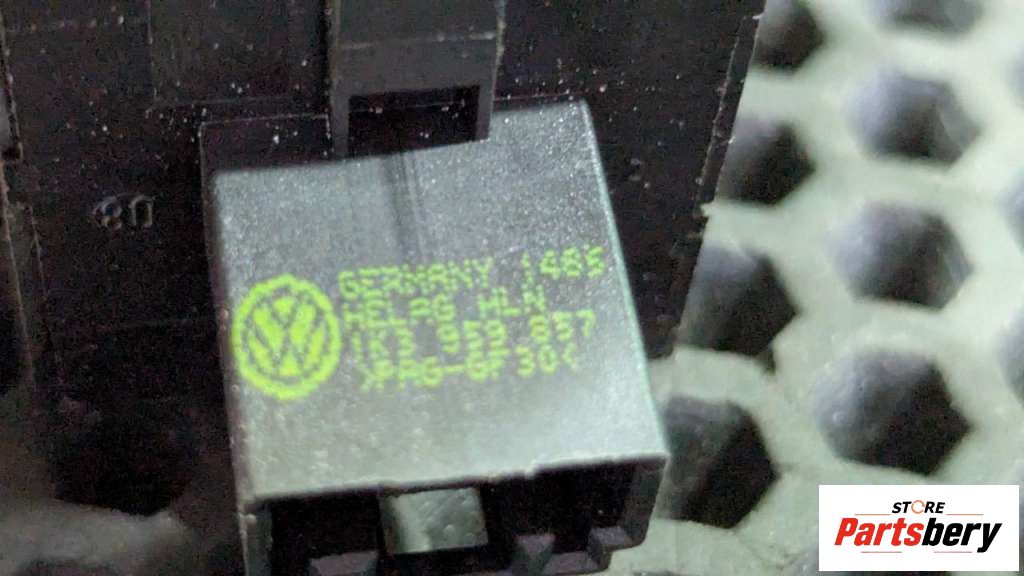 80
GERMANY 1485
HELAG HLN
1K3 959 857
>PA6-GF30<
STORE
Partsbery